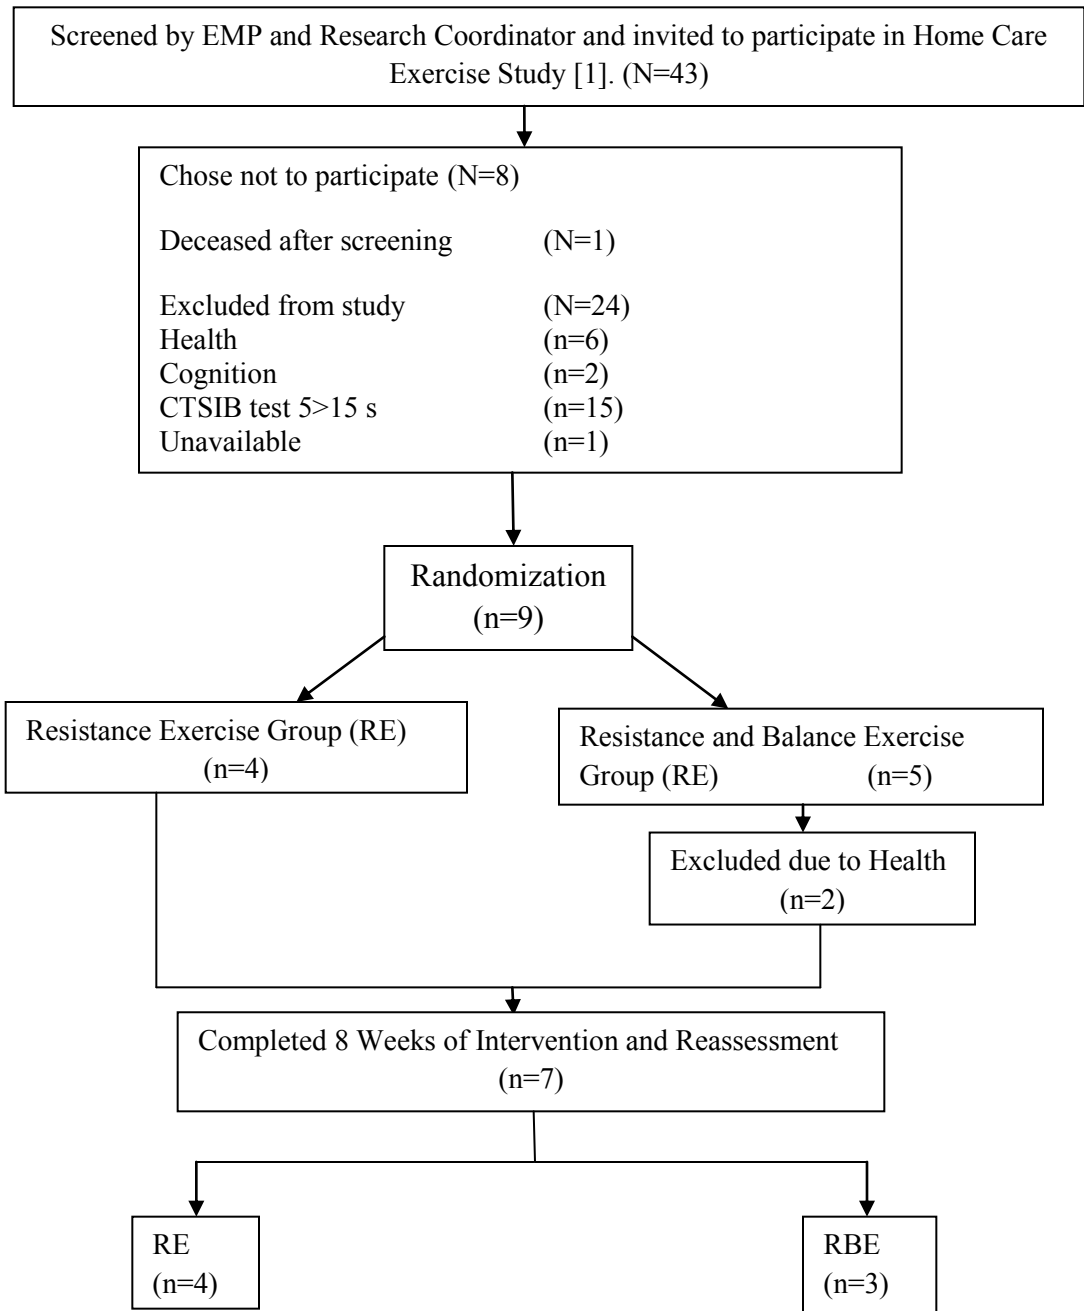 Screened by EMP and Research Coordinator and invited to participate in Home Care
Exercise Study [1]. (N=43)
Chose not to participate (N=8)
Deceased after screening (N=1)
Excluded from study (N=24)
Health (n=6)
Cognition (n=2)
CTSIB test 5>15 s (n=15)
Unavailable (n=1)
Randomization
(n=9)
Resistance Exercise Group (RE)
(n=4)
Resistance and Balance Exercise
Group (RE) (n=5)
Excluded due to Health
(n=2)
Completed 8 Weeks of Intervention and Reassessment
(n=7)
RE
(n=4)
RBE
(n=3)